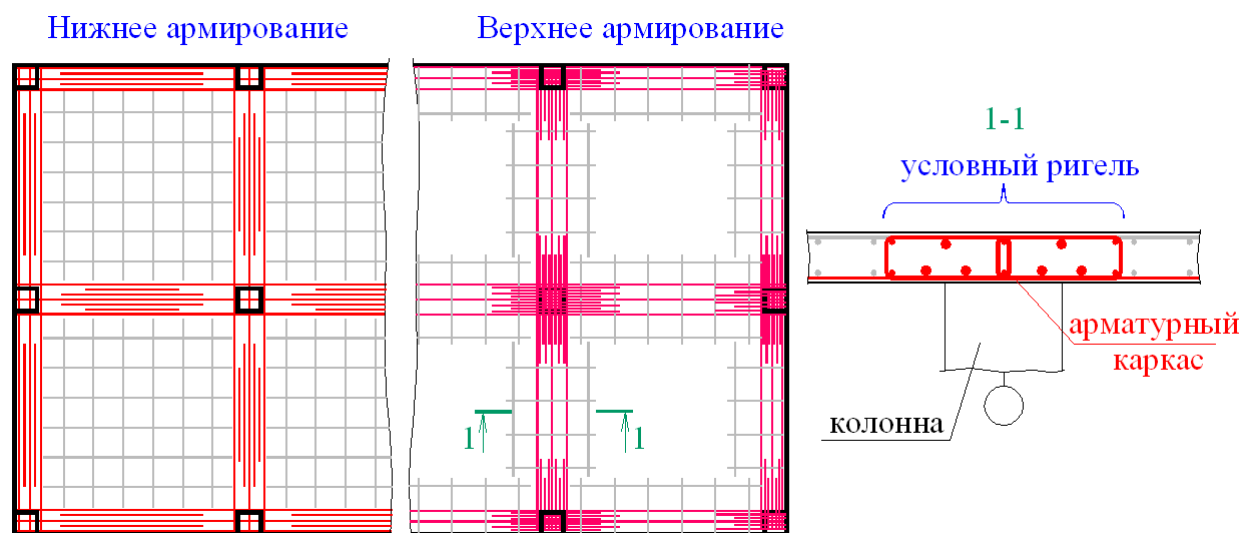 Нижнее армирование
Верхнее армирование
1-1
условный ригель
арматурный
каркас
колонна
1 1